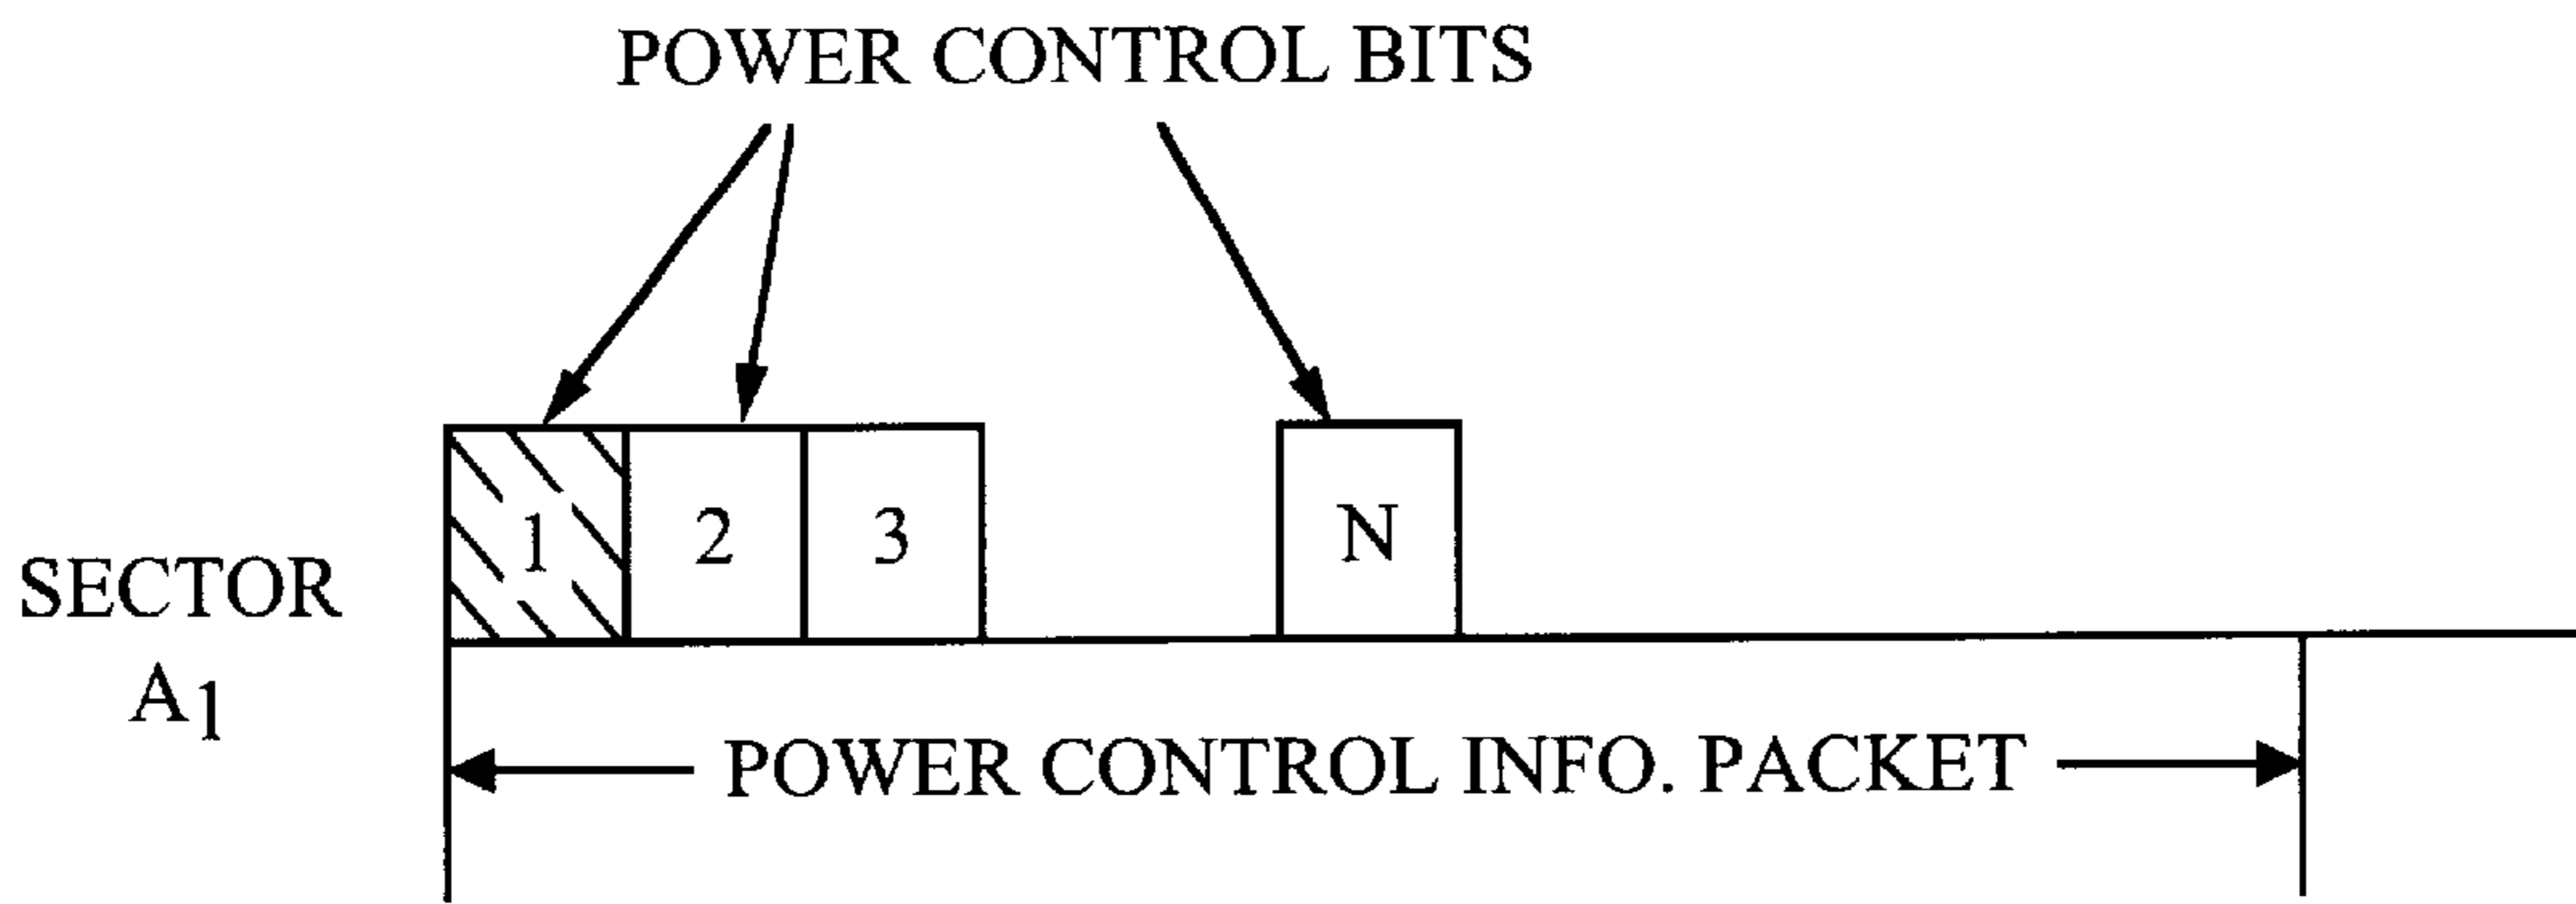 POWER CONTROL BITS
1 2 3 N
SECTOR
A1
POWER CONTROL INFO. PACKET